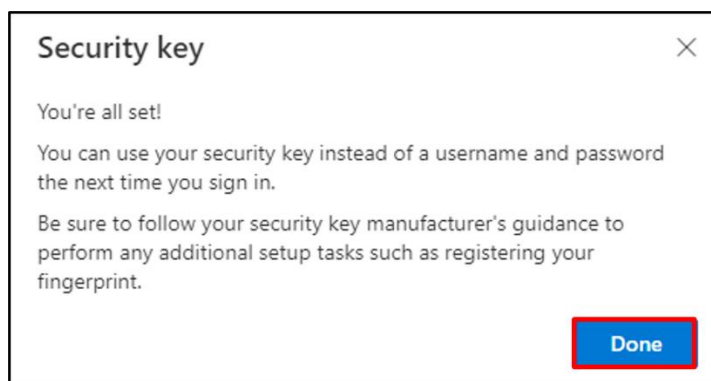 Security key
You're all set!
You can use your security key instead of a username and password
the next time you sign in.
Be sure to follow your security key manufacturer's guidance to
perform any additional setup tasks such as registering your
fingerprint.
Done